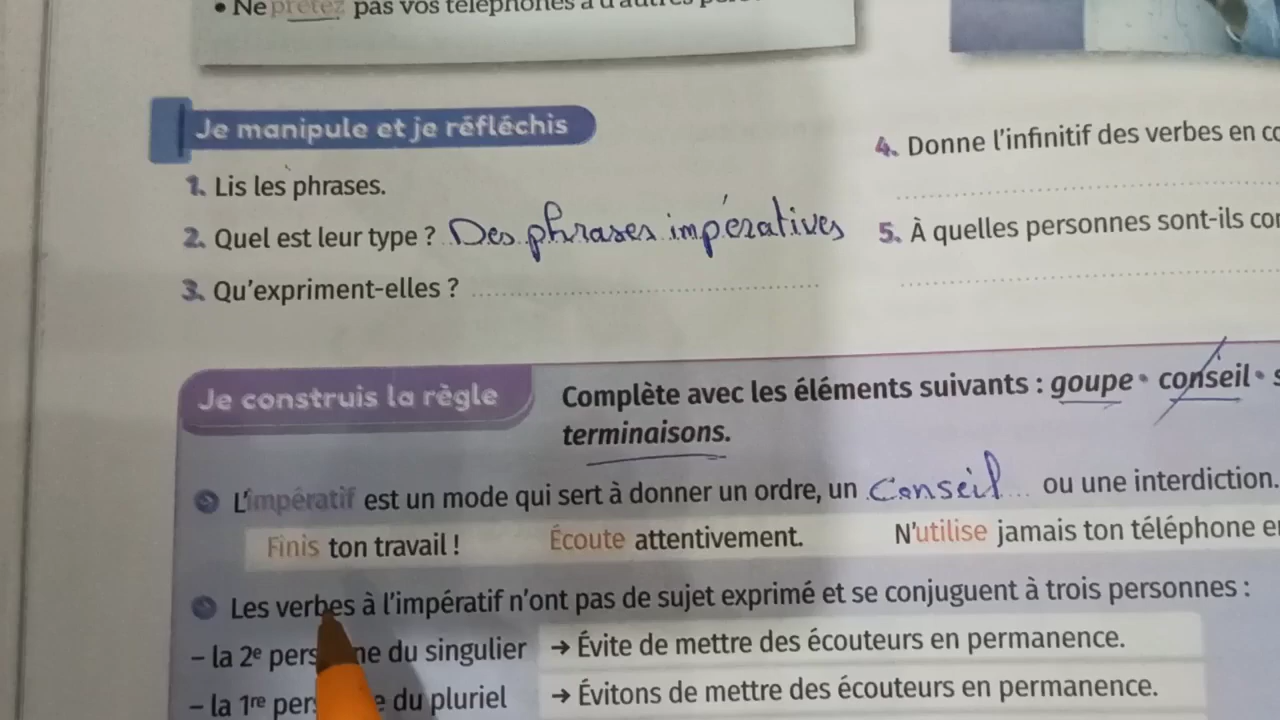 • Ne prêtez pas vos téléphones à d'autres
Je manipule et je réfléchis
1. Lis les phrases.
2. Quel est leur type ? Des phrases impératives
3. Qu'expriment-elles ?
4. Donne l'infinitif des verbes en
5. À quelles personnes sont-ils
Je construis la règle
Complète avec les éléments suivants : goupe • conseil •
terminaisons.
L'impératif est un mode qui sert à donner un ordre, un Conseil ou une interdiction.
Finis ton travail ! Écoute attentivement. N'utilise jamais ton téléphone
Les verbes à l'impératif n'ont pas de sujet exprimé et se conjuguent à trois personnes :
– la 2e du singulier → Évite de mettre des écouteurs en permanence.
– la 1re du pluriel → Évitons de mettre des écouteurs en permanence.